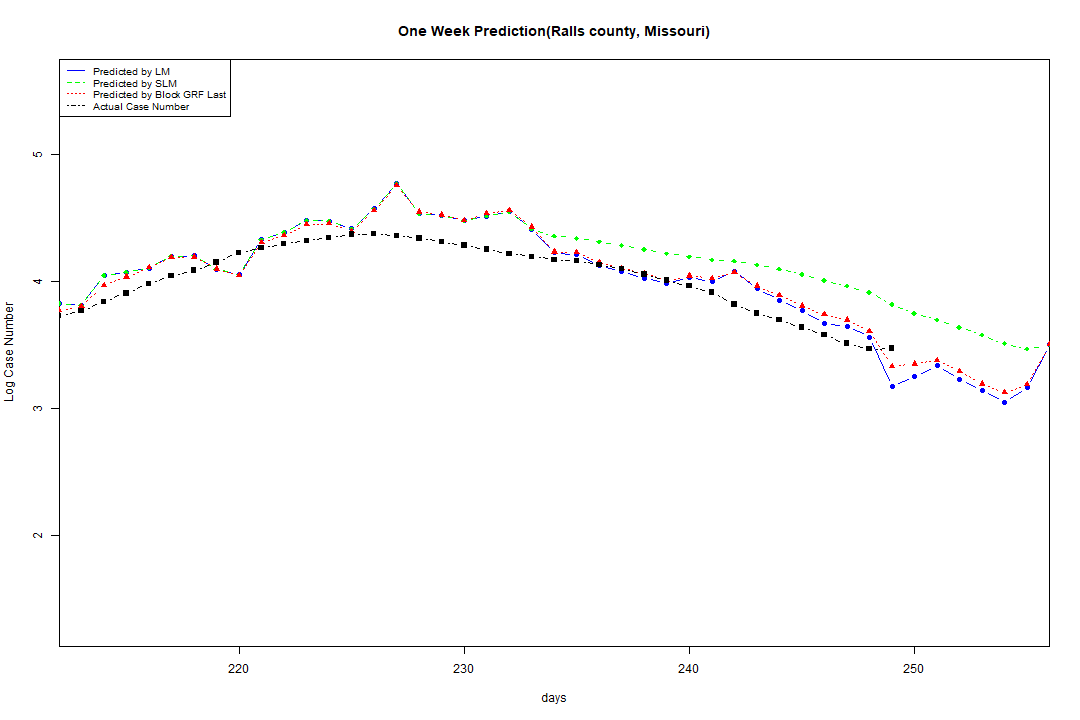 One Week Prediction(Ralls county, Missouri)
Predicted by LM
Predicted by SLM
Predicted by Block GRF Last
Actual Case Number
5
4
3
2
Log Case Number
220
230
240
250
days